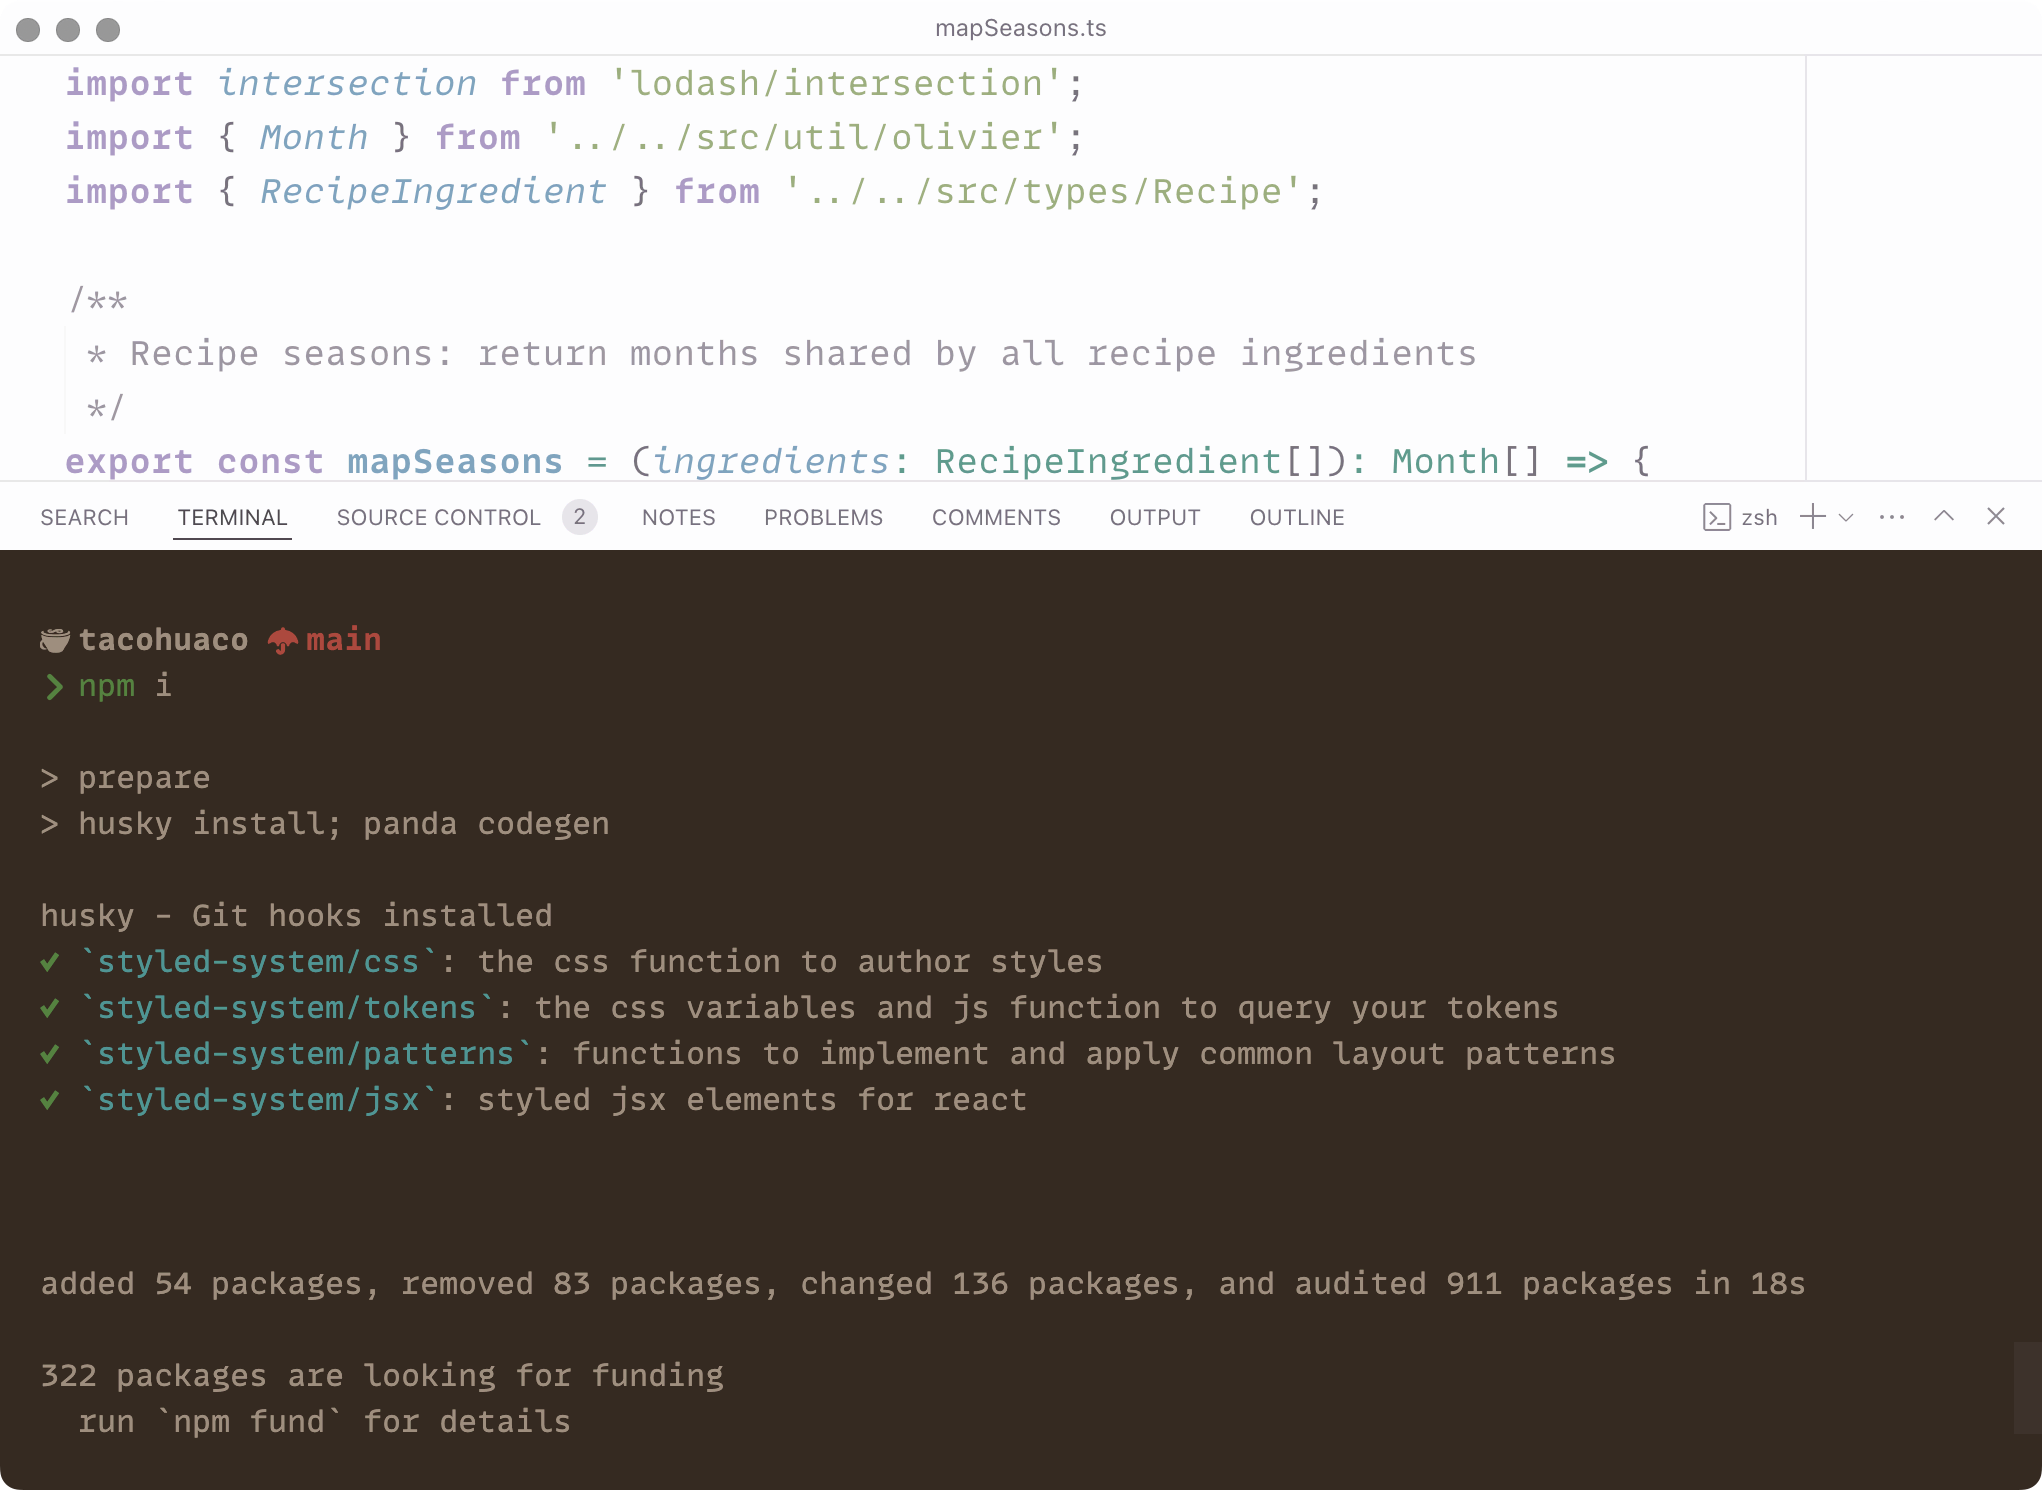 mapSeasons.ts
import intersection from 'lodash/intersection';
import { Month } from '../../src/util/olivier';
import { RecipeIngredient } from '../../src/types/Recipe';
/**
* Recipe seasons: return months shared by all recipe ingredients
*/
export const mapSeasons = (ingredients: RecipeIngredient[]): Month[] => {
SEARCH TERMINAL SOURCE CONTROL 2 NOTES PROBLEMS COMMENTS OUTPUT OUTLINE zsh
tacohuaco main
❯ npm i
> prepare
> husky install; panda codegen
husky - Git hooks installed
✔ `styled-system/css`: the css function to author styles
✔ `styled-system/tokens`: the css variables and js function to query your tokens
✔ `styled-system/patterns`: functions to implement and apply common layout patterns
✔ `styled-system/jsx`: styled jsx elements for react
added 54 packages, removed 83 packages, changed 136 packages, and audited 911 packages in 18s
322 packages are looking for funding
run `npm fund` for details